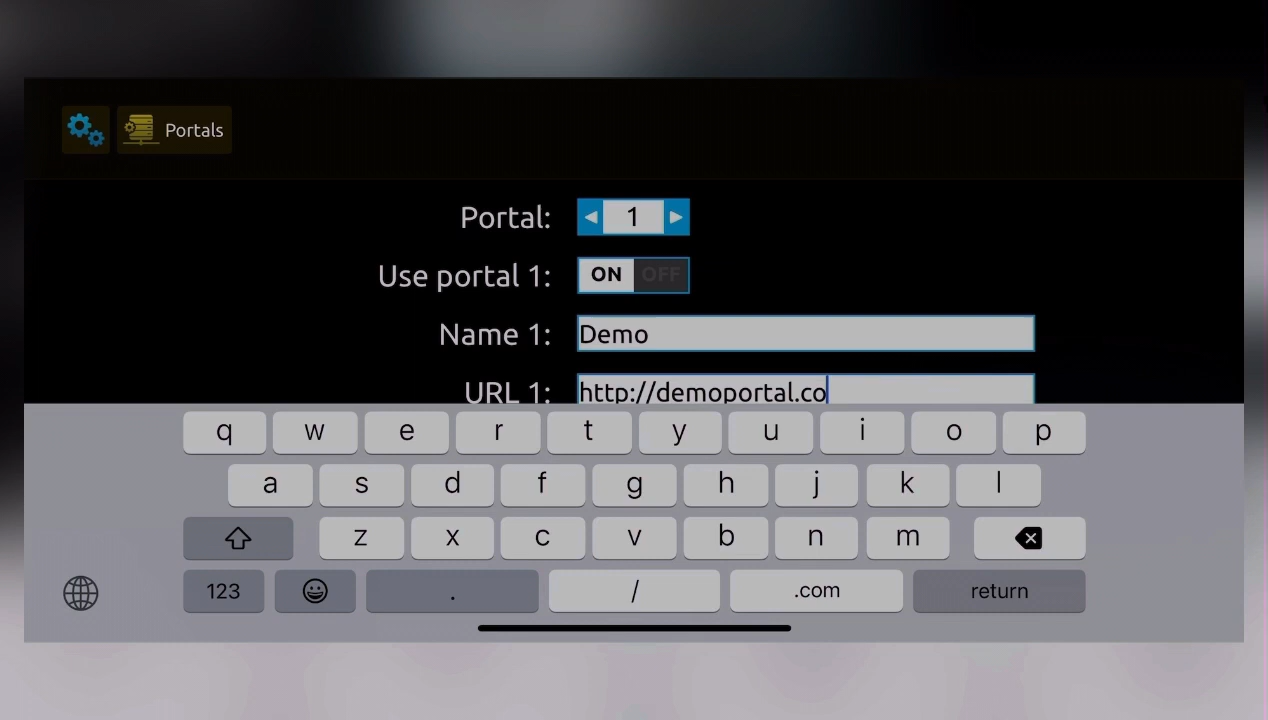 Portals
Portal: 1
Use portal 1: ON OFF
Name 1: Demo
URL 1: http://demoportal.co
q w e r t y u i o p
a s d f g h j k l
z x c v b n m
123 . / .com return